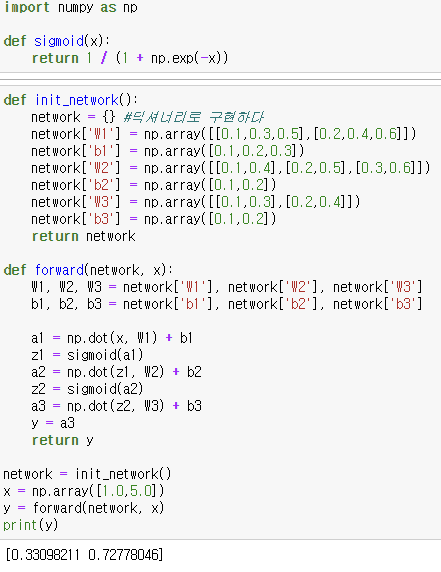 import numpy as np
def sigmoid(x):
return 1 / (1 + np.exp(-x))
def init_network():
network = {} #딕셔너리로 구현하다
network['W1'] = np.array([[0.1,0.3,0.5],[0.2,0.4,0.6]])
network['b1'] = np.array([0.1,0.2,0.3])
network['W2'] = np.array([[0.1,0.4],[0.2,0.5],[0.3,0.6]])
network['b2'] = np.array([0.1,0.2])
network['W3'] = np.array([[0.1,0.3],[0.2,0.4]])
network['b3'] = np.array([0.1,0.2])
return network
def forward(network, x):
W1, W2, W3 = network['W1'], network['W2'], network['W3']
b1, b2, b3 = network['b1'], network['b2'], network['b3']
a1 = np.dot(x, W1) + b1
z1 = sigmoid(a1)
a2 = np.dot(z1, W2) + b2
z2 = sigmoid(a2)
a3 = np.dot(z2, W3) + b3
y = a3
return y
network = init_network()
x = np.array([1.0,5.0])
y = forward(network, x)
print(y)
[0.33098211 0.72778046]